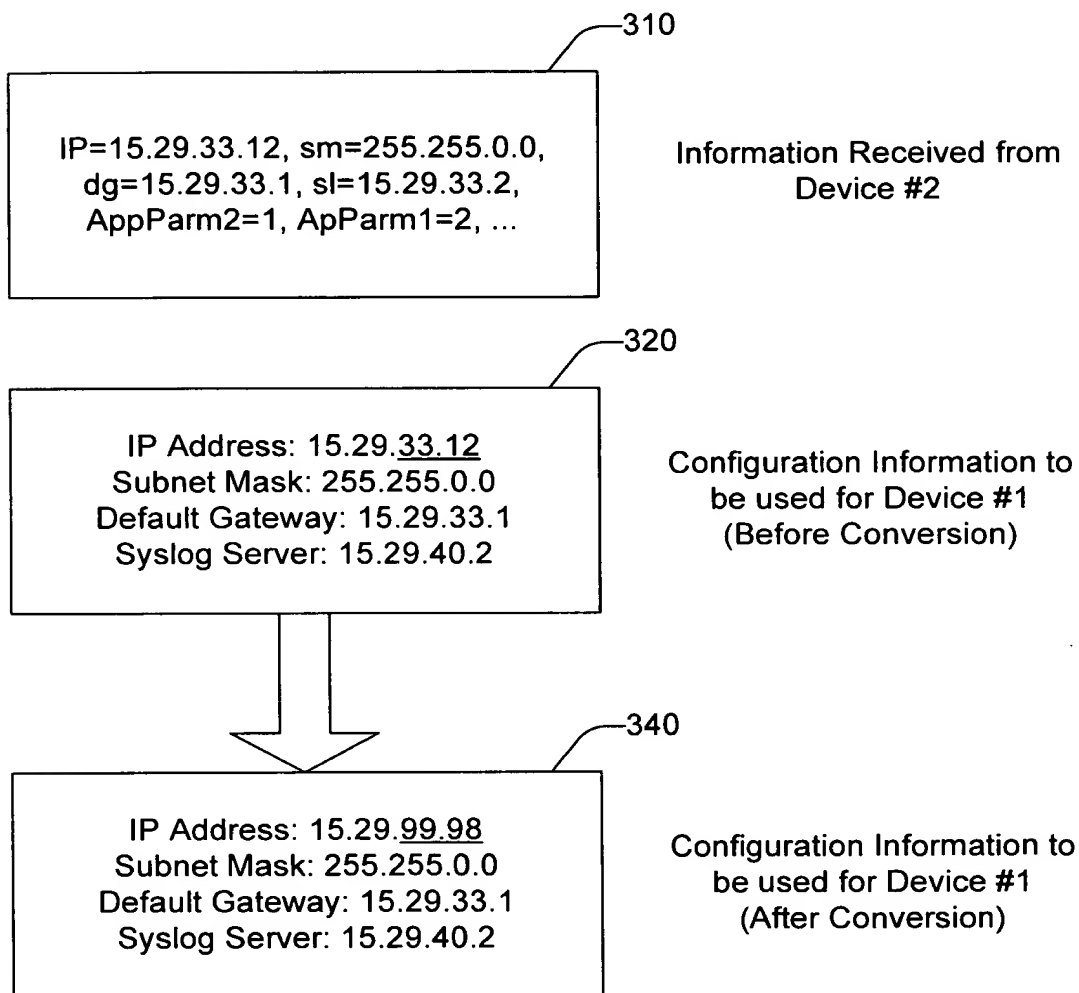 310
IP=15.29.33.12, sm=255.255.0.0,
dg=15.29.33.1, sl=15.29.33.2,
AppParm2=1, ApParm1=2, ...
Information Received from
Device #2
320
IP Address: 15.29.33.12
Subnet Mask: 255.255.0.0
Default Gateway: 15.29.33.1
Syslog Server: 15.29.40.2
Configuration Information to
be used for Device #1
(Before Conversion)
340
IP Address: 15.29.99.98
Subnet Mask: 255.255.0.0
Default Gateway: 15.29.33.1
Syslog Server: 15.29.40.2
Configuration Information to
be used for Device #1
(After Conversion)